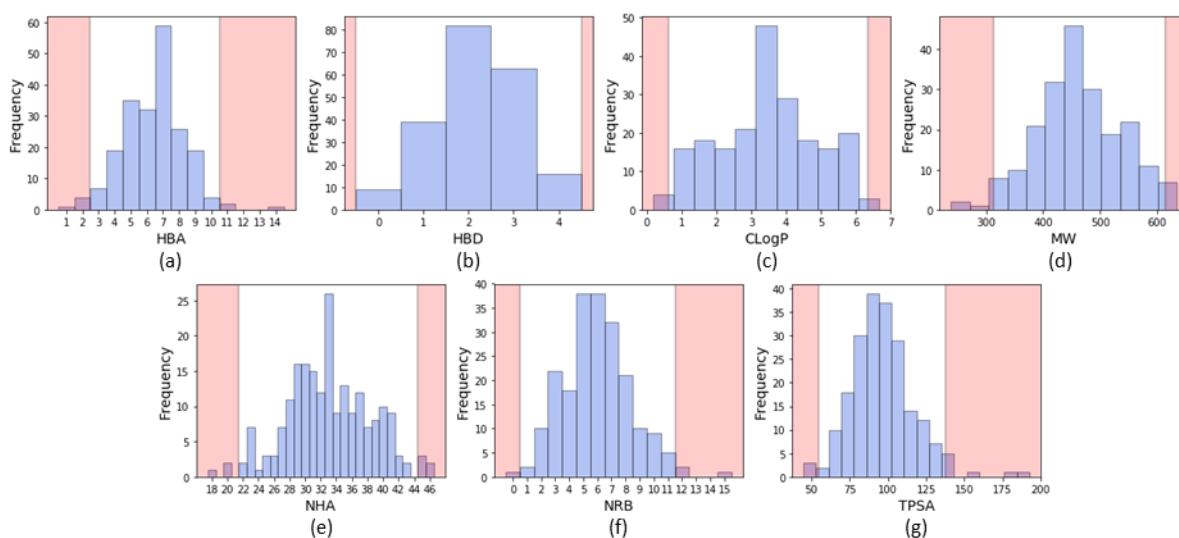 60
50
40
30
20
10
0
Frequency
1 2 3 4 5 6 7 8 9 10 11 12 13 14
HBA
(a)
80
70
60
50
40
30
20
10
0
Frequency
0 1 2 3 4
HBD
(b)
50
40
30
20
10
0
Frequency
0 1 2 3 4 5 6 7
CLogP
(c)
40
30
20
10
0
Frequency
300 400 500 600
MW
(d)
25
20
15
10
5
0
Frequency
18 20 22 24 26 28 30 32 34 36 38 40 42 44 46
NHA
(e)
40
35
30
25
20
15
10
5
0
Frequency
0 1 2 3 4 5 6 7 8 9 10 11 12 13 14 15
NRB
(f)
40
35
30
25
20
15
10
5
0
Frequency
50 75 100 125 150 175 200
TPSA
(g)